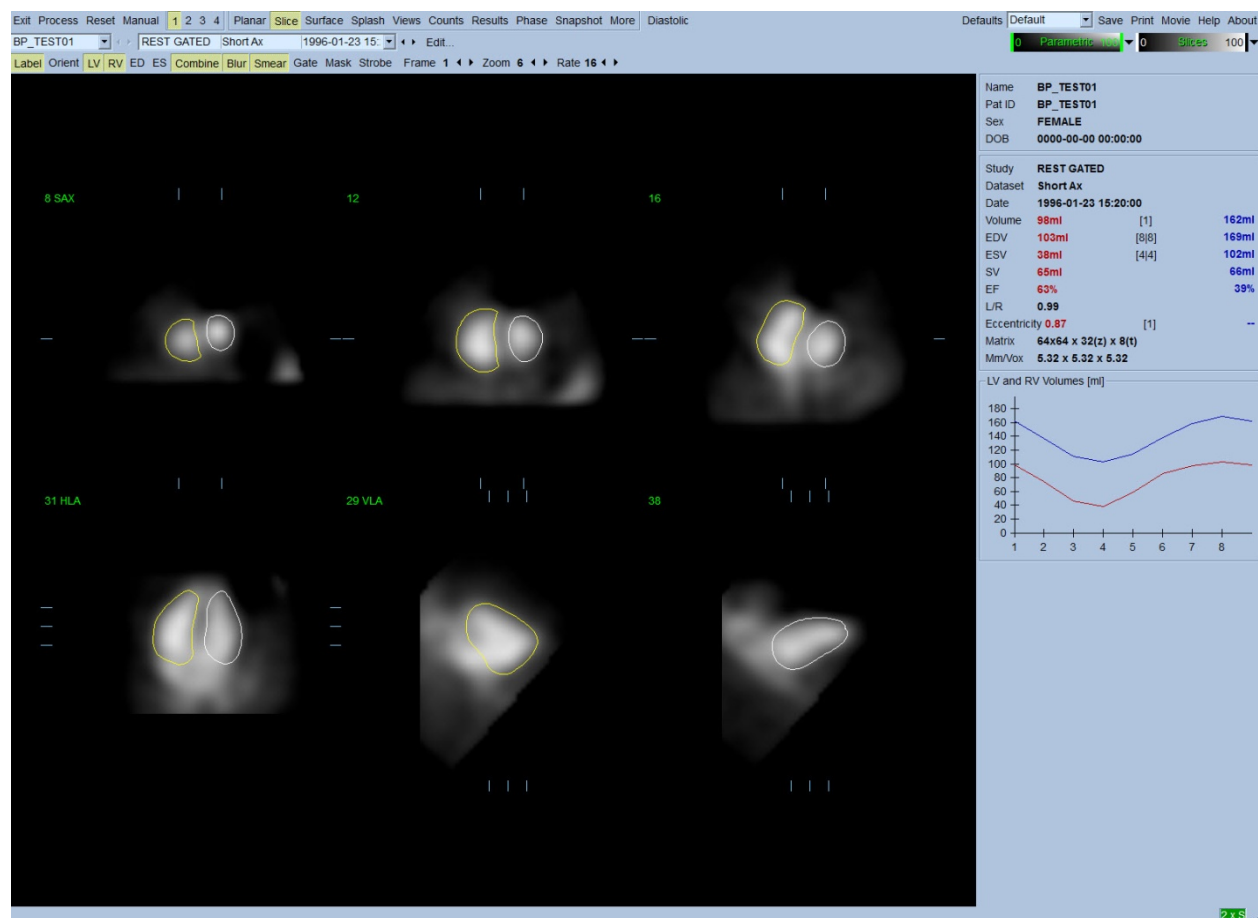 Exit Process Reset Manual 1 2 3 4 Planar Slice Surface Splash Views Counts Results Phase Snapshot More Diastolic Defaults Default Save Print Movie Help About
BP_TEST01 REST GATED Short Ax 1996-01-23 15: Edit... 0 Parametric 100 0 Slices 100
Label Orient LV RV ED ES Combine Blur Smear Gate Mask Strobe Frame 1 Zoom 6 Rate 16
Name BP_TEST01
Pat ID BP_TEST01
Sex FEMALE
DOB 0000-00-00 00:00:00
Study REST GATED
Dataset Short Ax
Date 1996-01-23 15:20:00
Volume 98ml [1] 162ml
EDV 103ml [8|8] 169ml
ESV 38ml [4|4] 102ml
SV 65ml 66ml
EF 63% 39%
L/R 0.99
Eccentricity 0.87 [1] --
Matrix 64x64 x 32(z) x 8(t)
Mm/Vox 5.32 x 5.32 x 5.32
LV and RV Volumes [ml]
180
160
140
120
100
80
60
40
20
0
1 2 3 4 5 6 7 8
8 SAX 12 16
31 HLA 29 VLA 38
2 x S